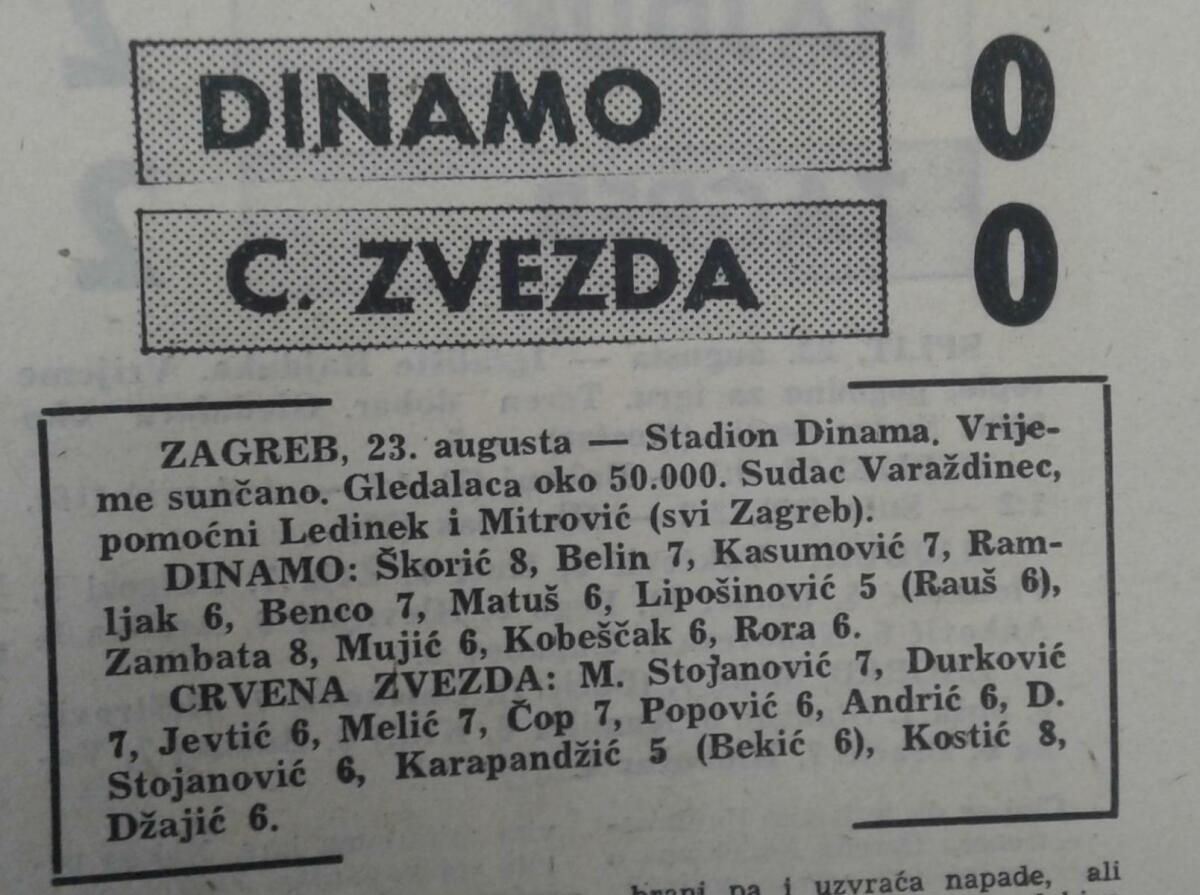 DINAMO 0
C. ZVEZDA 0
ZAGREB, 23. augusta — Stadion Dinama. Vrije-
me sunčano. Gledalaca oko 50.000. Sudac Varaždinec,
pomoćni Ledinek i Mitrović (svi Zagreb).
DINAMO: Škorić 8, Belin 7, Kasumović 7, Ram-
ljak 6, Benco 7, Matuš 6, Lipošinović 5 (Rauš 6),
Zambata 8, Mujić 6, Kobeščak 6, Rora 6.
CRVENA ZVEZDA: M. Stojanović 7, Durković
7, Jevtić 6, Melić 7, Čop 7, Popović 6, Andrić 6, D.
Stojanović 6, Karapandžić 5 (Bekić 6), Kostić 8,
Džajić 6.
brani pa i uzvraća napade, ali